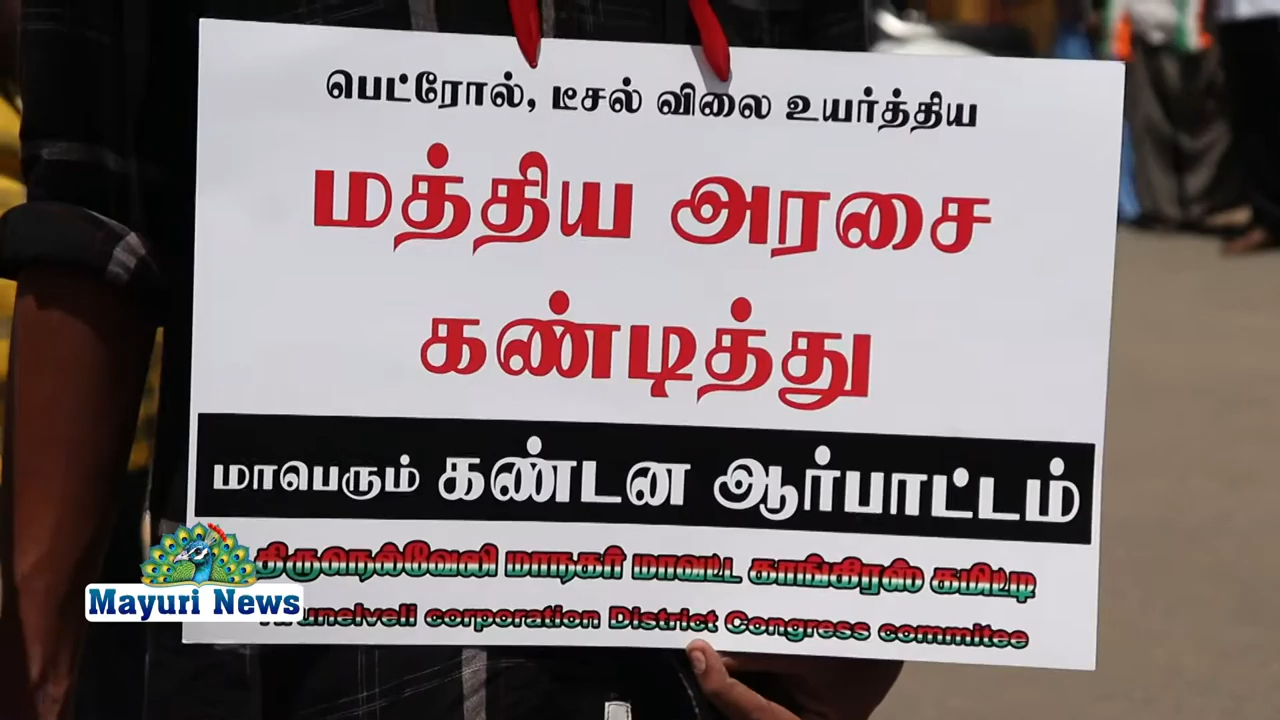 பெட்ரோல், டீசல் விலை உயர்த்திய
மத்திய அரசை
கண்டித்து
மாபெரும் கண்டன ஆர்பாட்டம்
திருநெல்வேலி மாநகர் மாவட்ட காங்கிரஸ் கமிட்டி
corporation District Congress commitee
Mayuri News